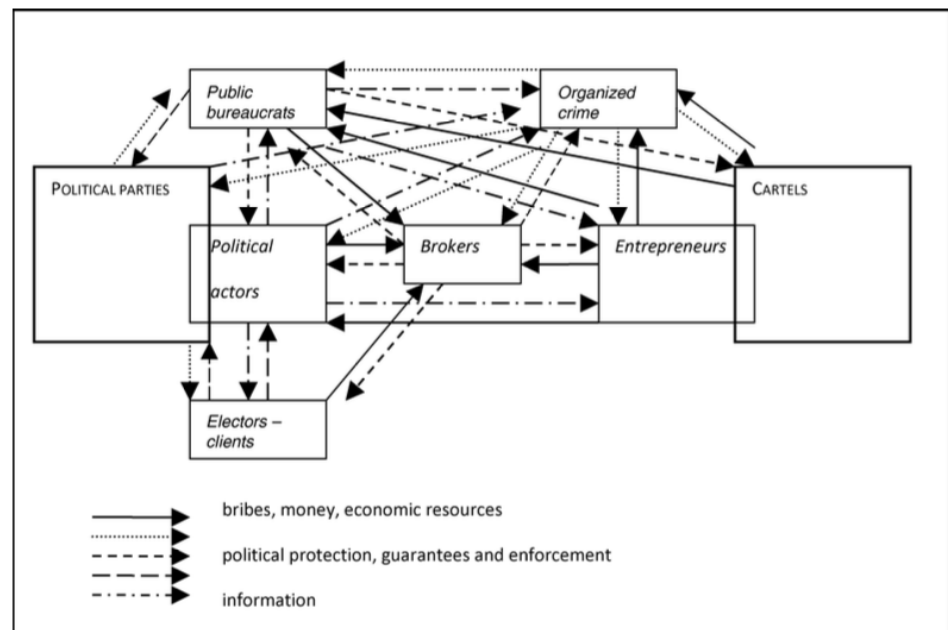 Public
bureaucrats
Organized
crime
POLITICAL PARTIES
CARTELS
Political
actors
Brokers
Entrepreneurs
Electors –
clients
bribes, money, economic resources
political protection, guarantees and enforcement
information